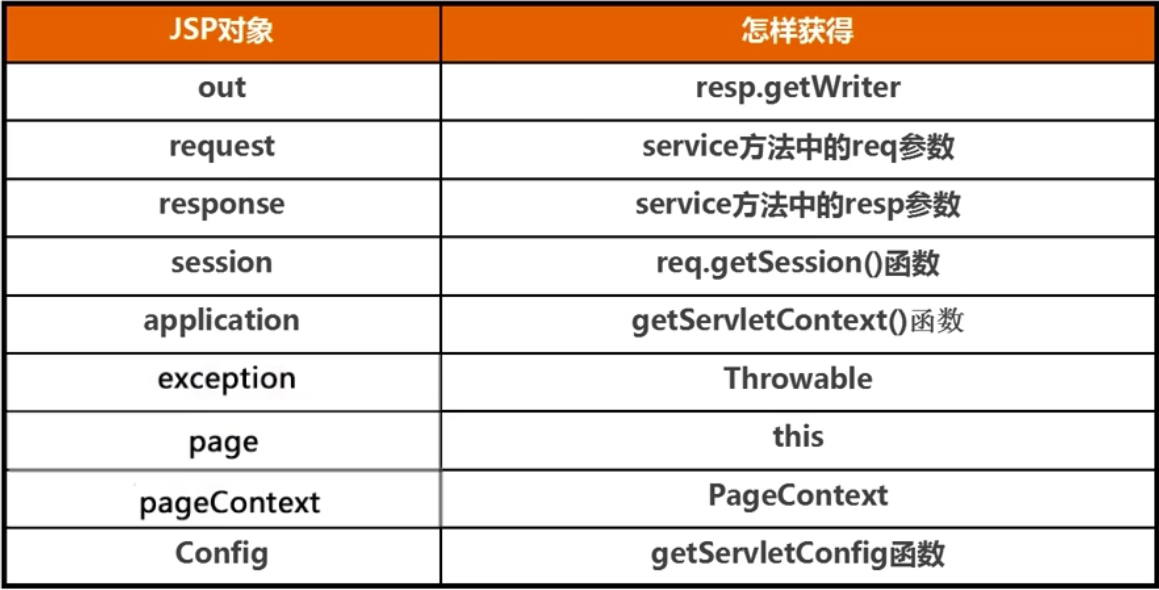 JSP对象 怎样获得
out resp.getWriter
request service方法中的req参数
response service方法中的resp参数
session req.getSession()函数
application getServletContext()函数
exception Throwable
page this
pageContext PageContext
Config getServletConfig函数